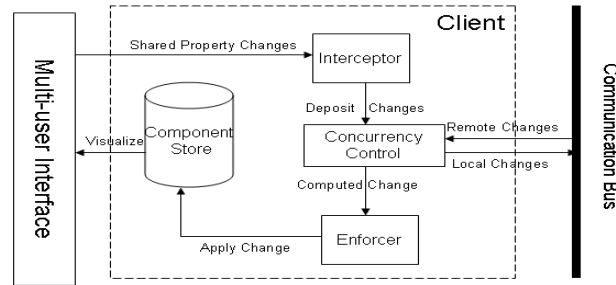 Client
Shared Property Changes
Interceptor
Multi-user Interface
Deposit Changes
Component
Store
Visualize
Concurrency
Control
Remote Changes
Local Changes
Communication Bus
Computed Change
Apply Change
Enforcer